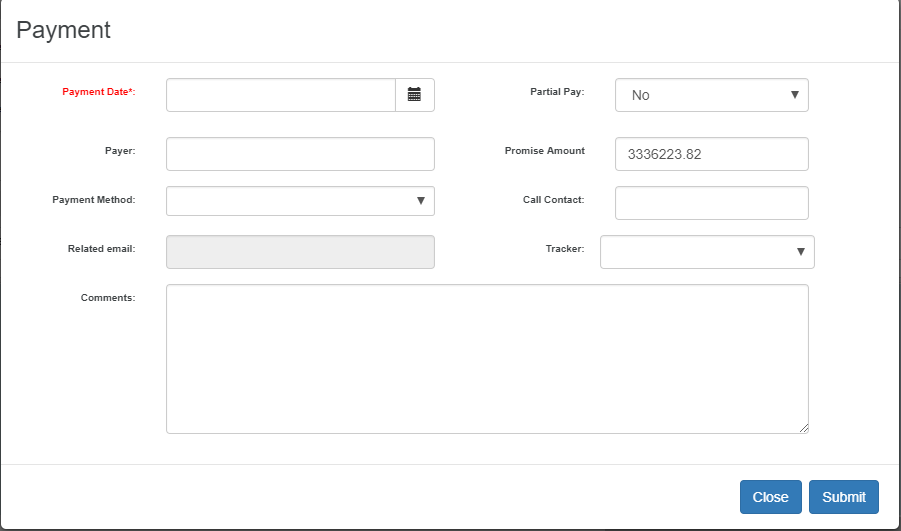 Payment
Payment Date*:
Partial Pay:
No
Payer:
Promise Amount
3336223.82
Payment Method:
Call Contact:
Related email:
Tracker:
Comments:
Close
Submit